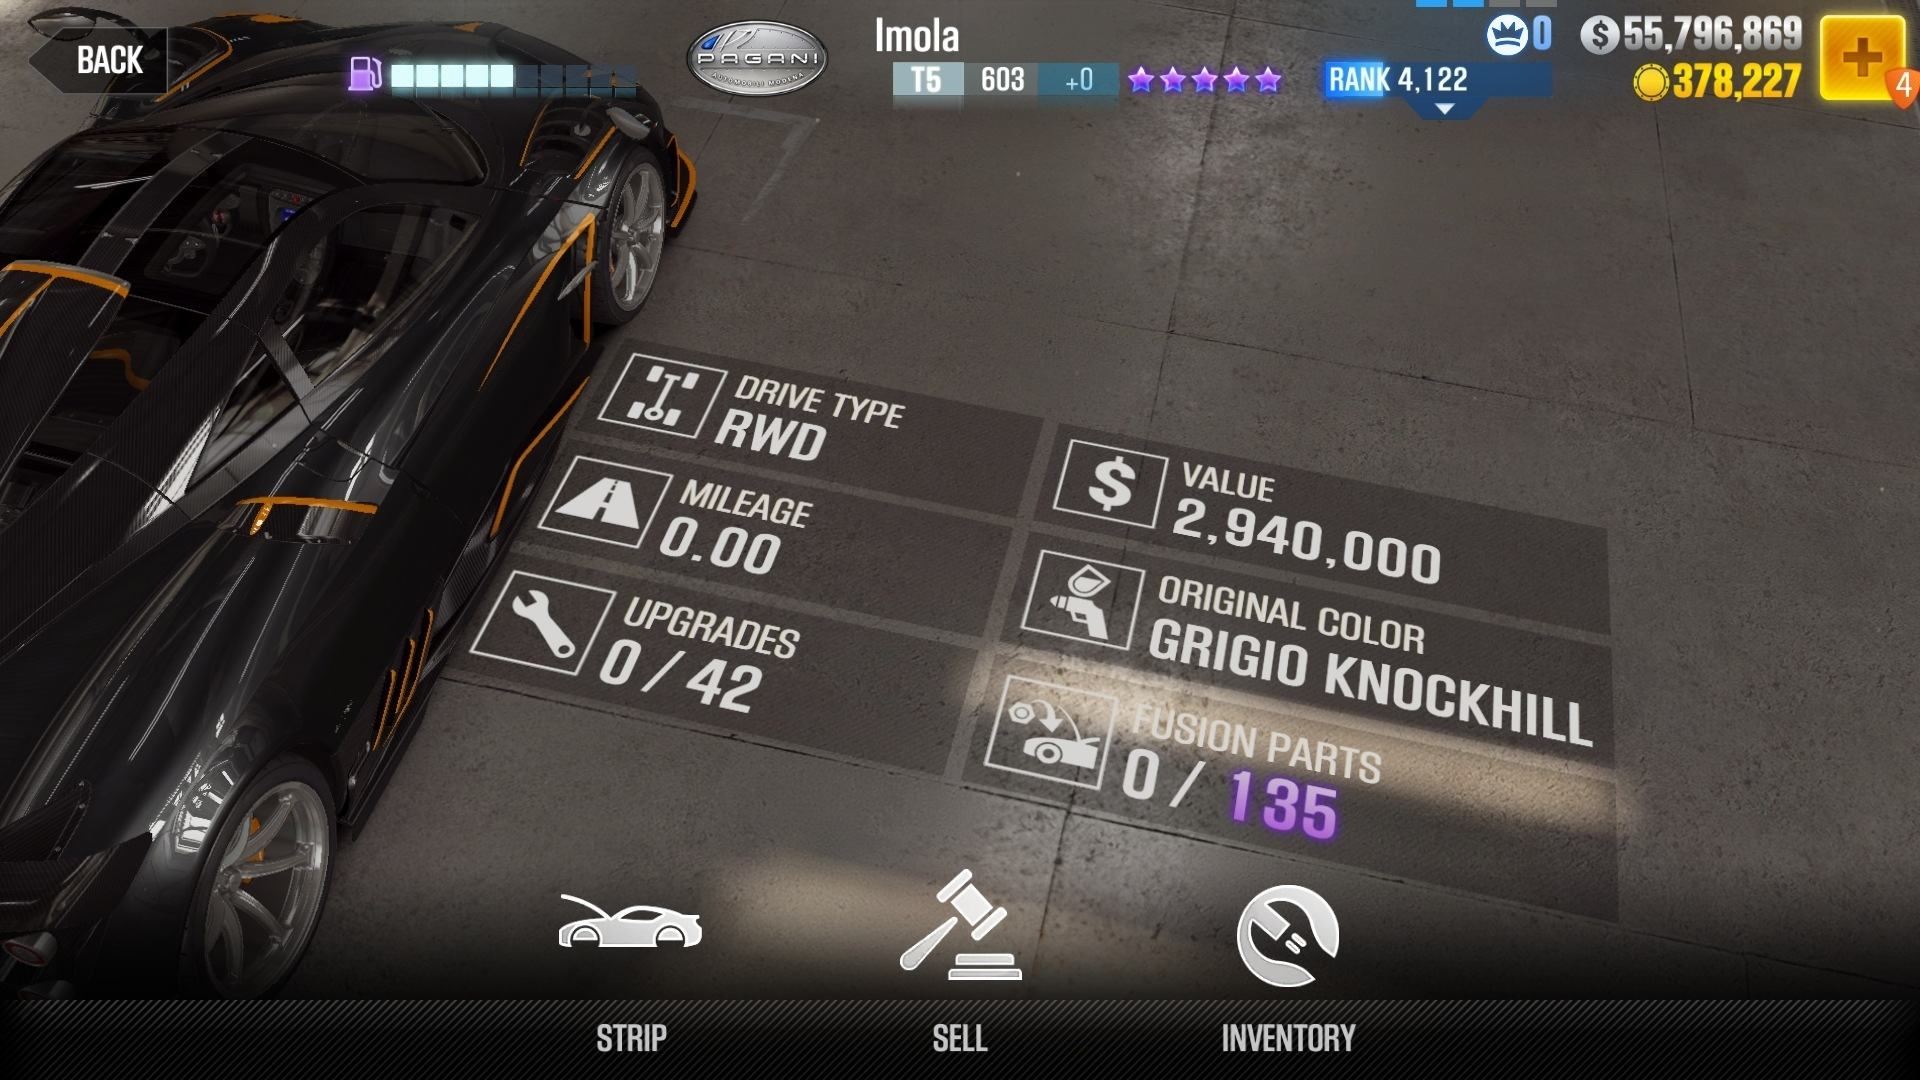 BACK
PAGANI
AUTOMOBILI MODENA
Imola
T5 603 +0
RANK 4,122
0
55,796,869
378,227
4
DRIVE TYPE
RWD
MILEAGE
0.00
UPGRADES
0/42
VALUE
2,940,000
ORIGINAL COLOR
GRIGIO KNOCKHILL
FUSION PARTS
0/ 135
STRIP
SELL
INVENTORY